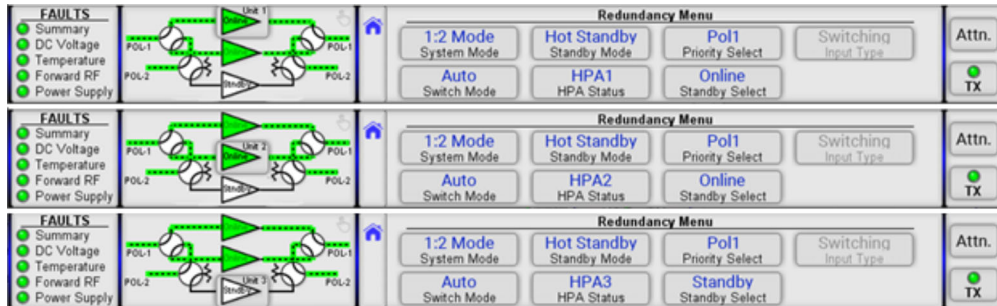 FAULTS
Summary
DC Voltage
Temperature
Forward RF
Power Supply
POL-1
POL-2
Unit 1
Online
Online
Stndby
POL-1
POL-2
Redundancy Menu
1:2 Mode Hot Standby Pol1 Switching
System Mode Standby Mode Priority Select Input Type
Auto HPA1 Online
Switch Mode HPA Status Standby Select
Attn.
TX
FAULTS
Summary
DC Voltage
Temperature
Forward RF
Power Supply
POL-1
POL-2
Online
Unit 2
Online
Stndby
POL-1
POL-2
Redundancy Menu
1:2 Mode Hot Standby Pol1 Switching
System Mode Standby Mode Priority Select Input Type
Auto HPA2 Online
Switch Mode HPA Status Standby Select
Attn.
TX
FAULTS
Summary
DC Voltage
Temperature
Forward RF
Power Supply
POL-1
POL-2
Online
Online
Unit 3
Stndby
POL-1
POL-2
Redundancy Menu
1:2 Mode Hot Standby Pol1 Switching
System Mode Standby Mode Priority Select Input Type
Auto HPA3 Standby
Switch Mode HPA Status Standby Select
Attn.
TX